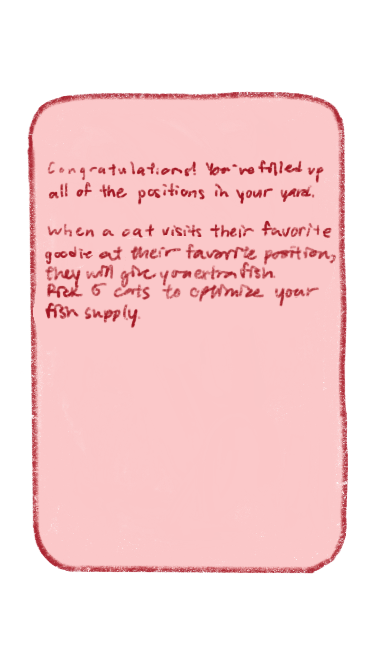 Congratulations! You've filled up
all of the positions in your yard.
When a cat visits their favorite
goodie at their favorite position,
they will give you extra fish.
Pick 5 cats to optimize your
fish supply.